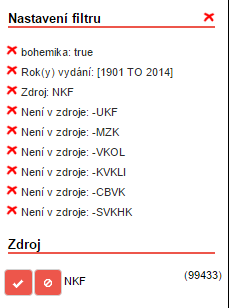 Nastavení filtru
bohemika: true
Rok(y) vydání: [1901 TO 2014]
Zdroj: NKF
Není v zdroje: -UKF
Není v zdroje: -MZK
Není v zdroje: -VKOL
Není v zdroje: -KVKLI
Není v zdroje: -CBVK
Není v zdroje: -SVKHK
Zdroj
NKF (99433)